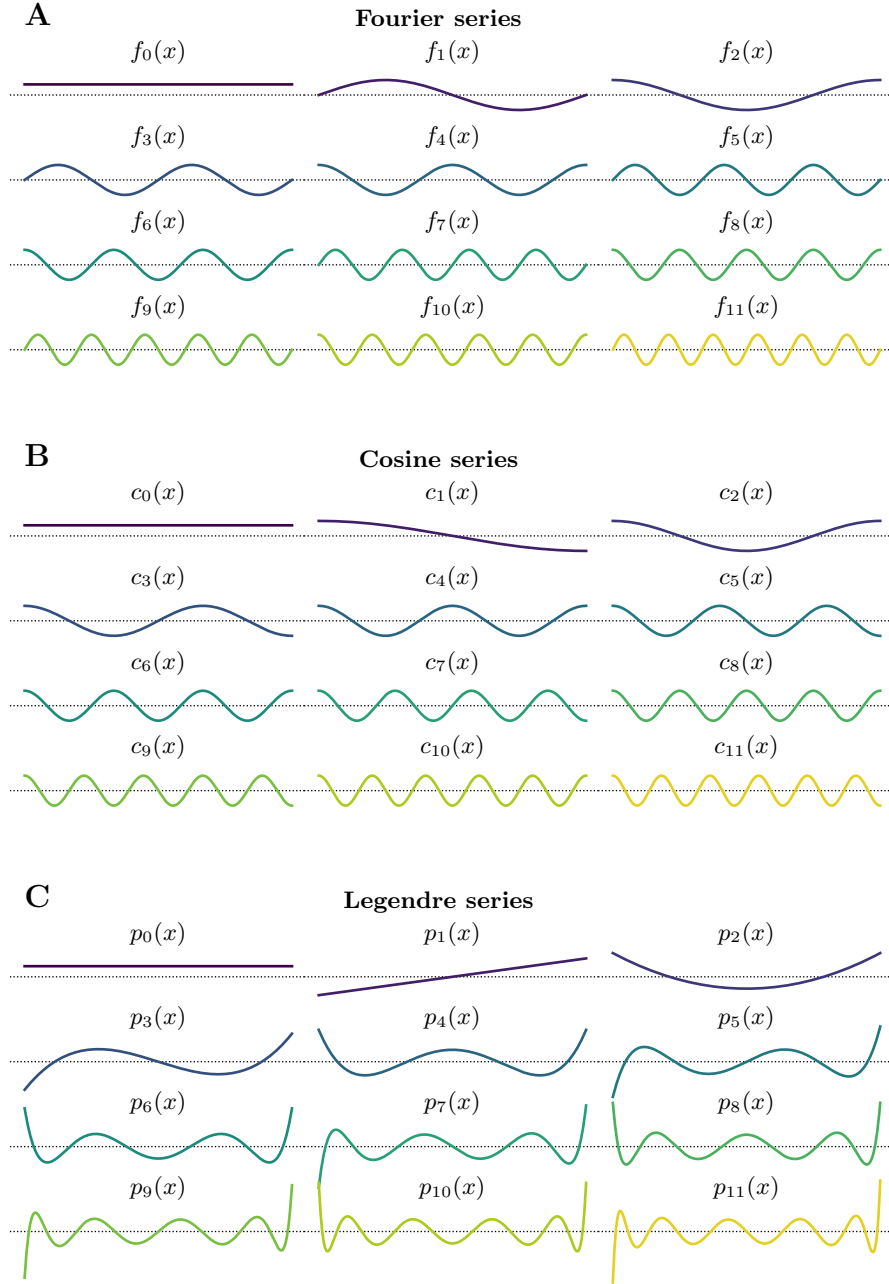 A
Fourier series
f₀(x) f₁(x) f₂(x)
f₃(x) f₄(x) f₅(x)
f₆(x) f₇(x) f₈(x)
f₉(x) f₁₀(x) f₁₁(x)
B
Cosine series
c₀(x) c₁(x) c₂(x)
c₃(x) c₄(x) c₅(x)
c₆(x) c₇(x) c₈(x)
c₉(x) c₁₀(x) c₁₁(x)
C
Legendre series
p₀(x) p₁(x) p₂(x)
p₃(x) p₄(x) p₅(x)
p₆(x) p₇(x) p₈(x)
p₉(x) p₁₀(x) p₁₁(x)